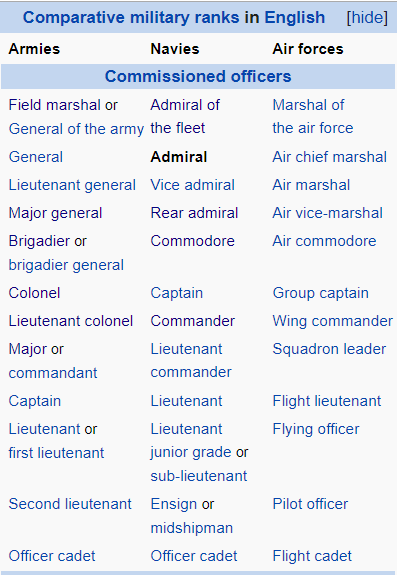 Comparative military ranks in English [hide]
Armies Navies Air forces
Commissioned officers
Field marshal or Admiral of Marshal of
General of the army the fleet the air force
General Admiral Air chief marshal
Lieutenant general Vice admiral Air marshal
Major general Rear admiral Air vice-marshal
Brigadier or Commodore Air commodore
brigadier general
Colonel Captain Group captain
Lieutenant colonel Commander Wing commander
Major or Lieutenant Squadron leader
commandant commander
Captain Lieutenant Flight lieutenant
Lieutenant or Lieutenant Flying officer
first lieutenant junior grade or
sub-lieutenant
Second lieutenant Ensign or Pilot officer
midshipman
Officer cadet Officer cadet Flight cadet